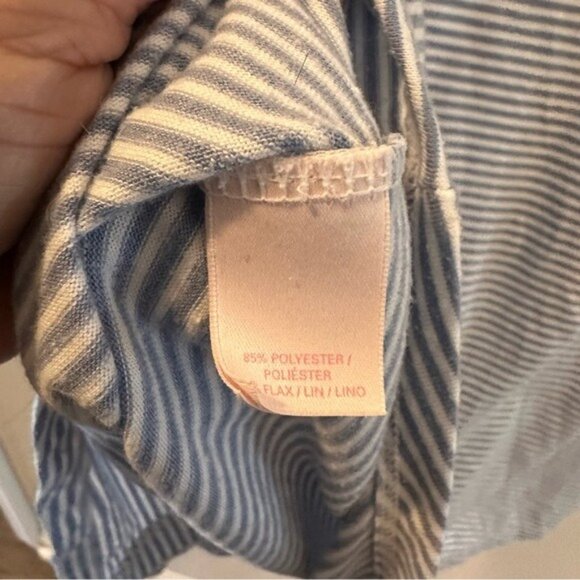 85% POLYESTER /
POLIÉSTER
FLAX / LIN / LINO